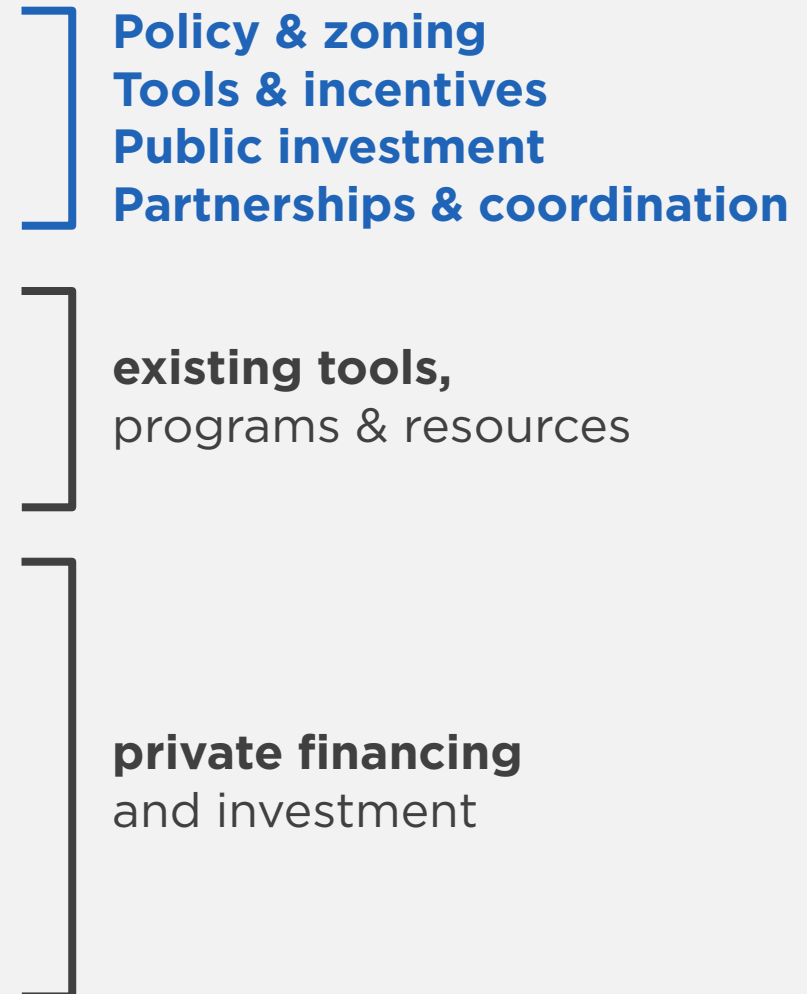 Policy & zoning
Tools & incentives
Public investment
Partnerships & coordination
existing tools,
programs & resources
private financing
and investment